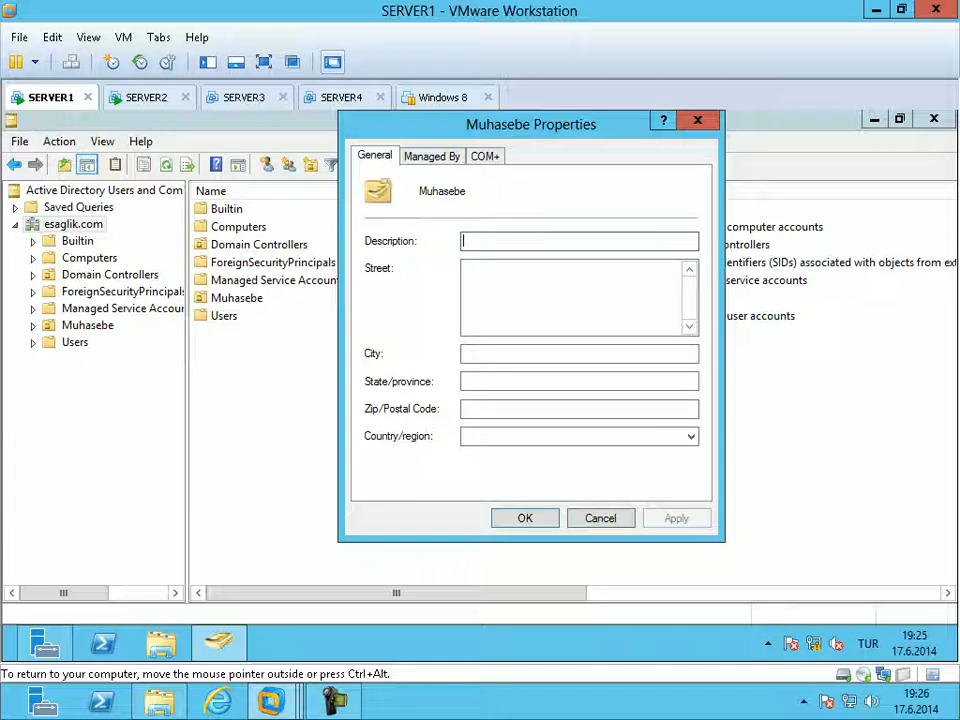 SERVER1 - VMware Workstation
File Edit View VM Tabs Help
SERVER1 SERVER2 SERVER3 SERVER4 Windows 8
Muhasebe Properties
File Action View Help
General Managed By COM+
Active Directory Users and Com
Saved Queries
esaglik.com
Builtin
Computers
Domain Controllers
ForeignSecurityPrincipals
Managed Service Accour
Muhasebe
Users
Name
Builtin
Computers
Domain Controllers
ForeignSecurityPrincipals
Managed Service Accoun
Muhasebe
Users
Muhasebe
Description:
Street:
City:
State/province:
Zip/Postal Code:
Country/region:
OK Cancel Apply
computer accounts
ntrollers
entifiers (SIDs) associated with objects from ext
service accounts
user accounts
TUR
19:25
17.6.2014
To return to your computer, move the mouse pointer outside or press Ctrl+Alt.
19:26
17.6.2014